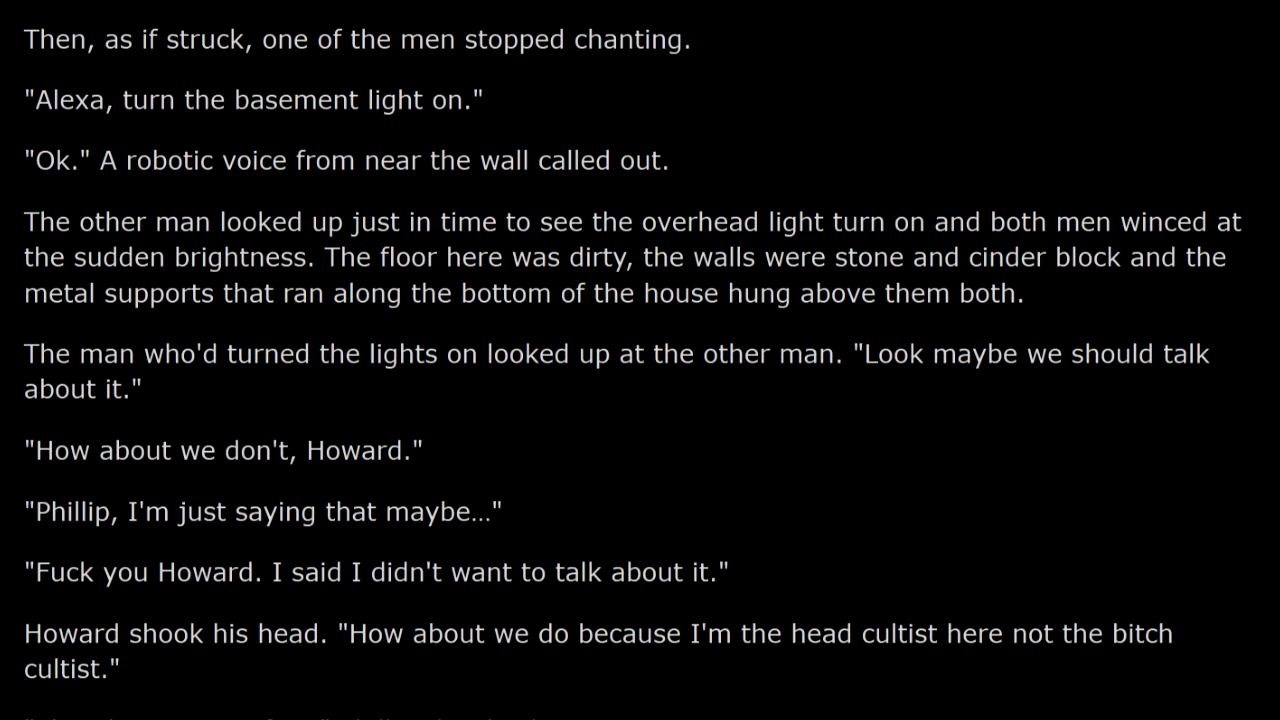 Then, as if struck, one of the men stopped chanting.
"Alexa, turn the basement light on."
"Ok." A robotic voice from near the wall called out.
The other man looked up just in time to see the overhead light turn on and both men winced at
the sudden brightness. The floor here was dirty, the walls were stone and cinder block and the
metal supports that ran along the bottom of the house hung above them both.
The man who'd turned the lights on looked up at the other man. "Look maybe we should talk
about it."
"How about we don't, Howard."
"Phillip, I'm just saying that maybe…"
"Fuck you Howard. I said I didn't want to talk about it."
Howard shook his head. "How about we do because I'm the head cultist here not the bitch
cultist."